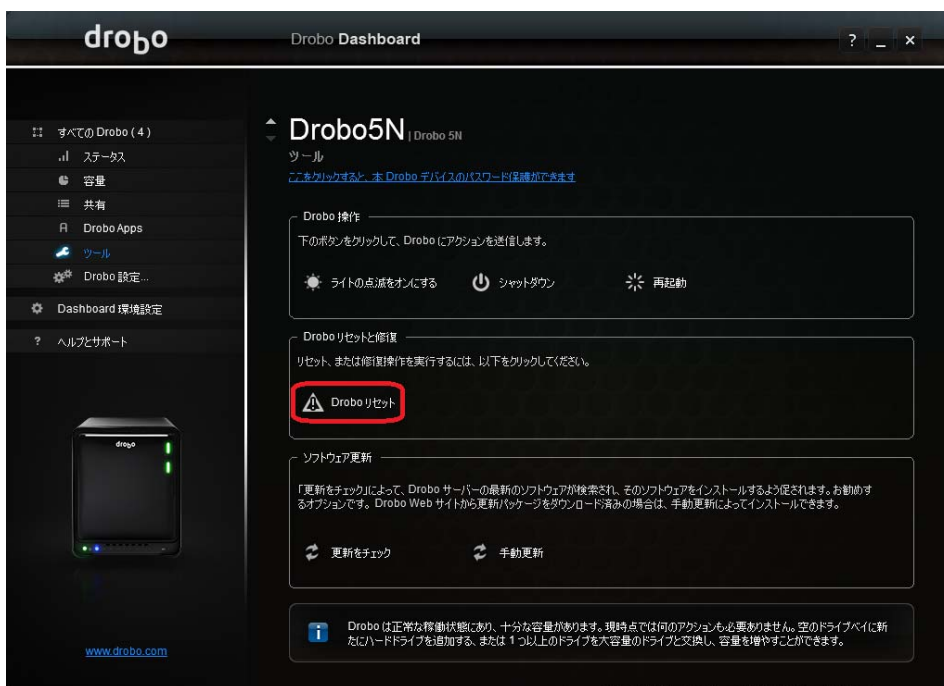 drobo
Drobo Dashboard
? _ ×
すべての Drobo ( 4 )
ステータス
容量
共有
Drobo Apps
ツール
Drobo 設定...
Dashboard 環境設定
? ヘルプとサポート
drobo
www.drobo.com
Drobo5N | Drobo 5N
ツール
ここをクリックすると、本 Drobo デバイスのパスワード保護ができます
Drobo 操作
下のボタンをクリックして、Drobo にアクションを送信します。
ライトの点滅をオンにする
シャットダウン
再起動
Drobo リセットと修復
リセット、または修復操作を実行するには、以下をクリックしてください。
Drobo リセット
ソフトウェア更新
「更新をチェック」によって、Drobo サーバーの最新のソフトウェアが検索され、そのソフトウェアをインストールするよう促されます。お勧めす
るオプションです。Drobo Web サイトから更新パッケージをダウンロード済みの場合は、手動更新によってインストールできます。
更新をチェック
手動更新
Drobo は正常な稼働状態にあり、十分な容量があります。現時点では何のアクションも必要ありません。空のドライブベイに新
たにハードドライブを追加する、または 1 つ以上のドライブを大容量のドライブと交換し、容量を増やすことができます。